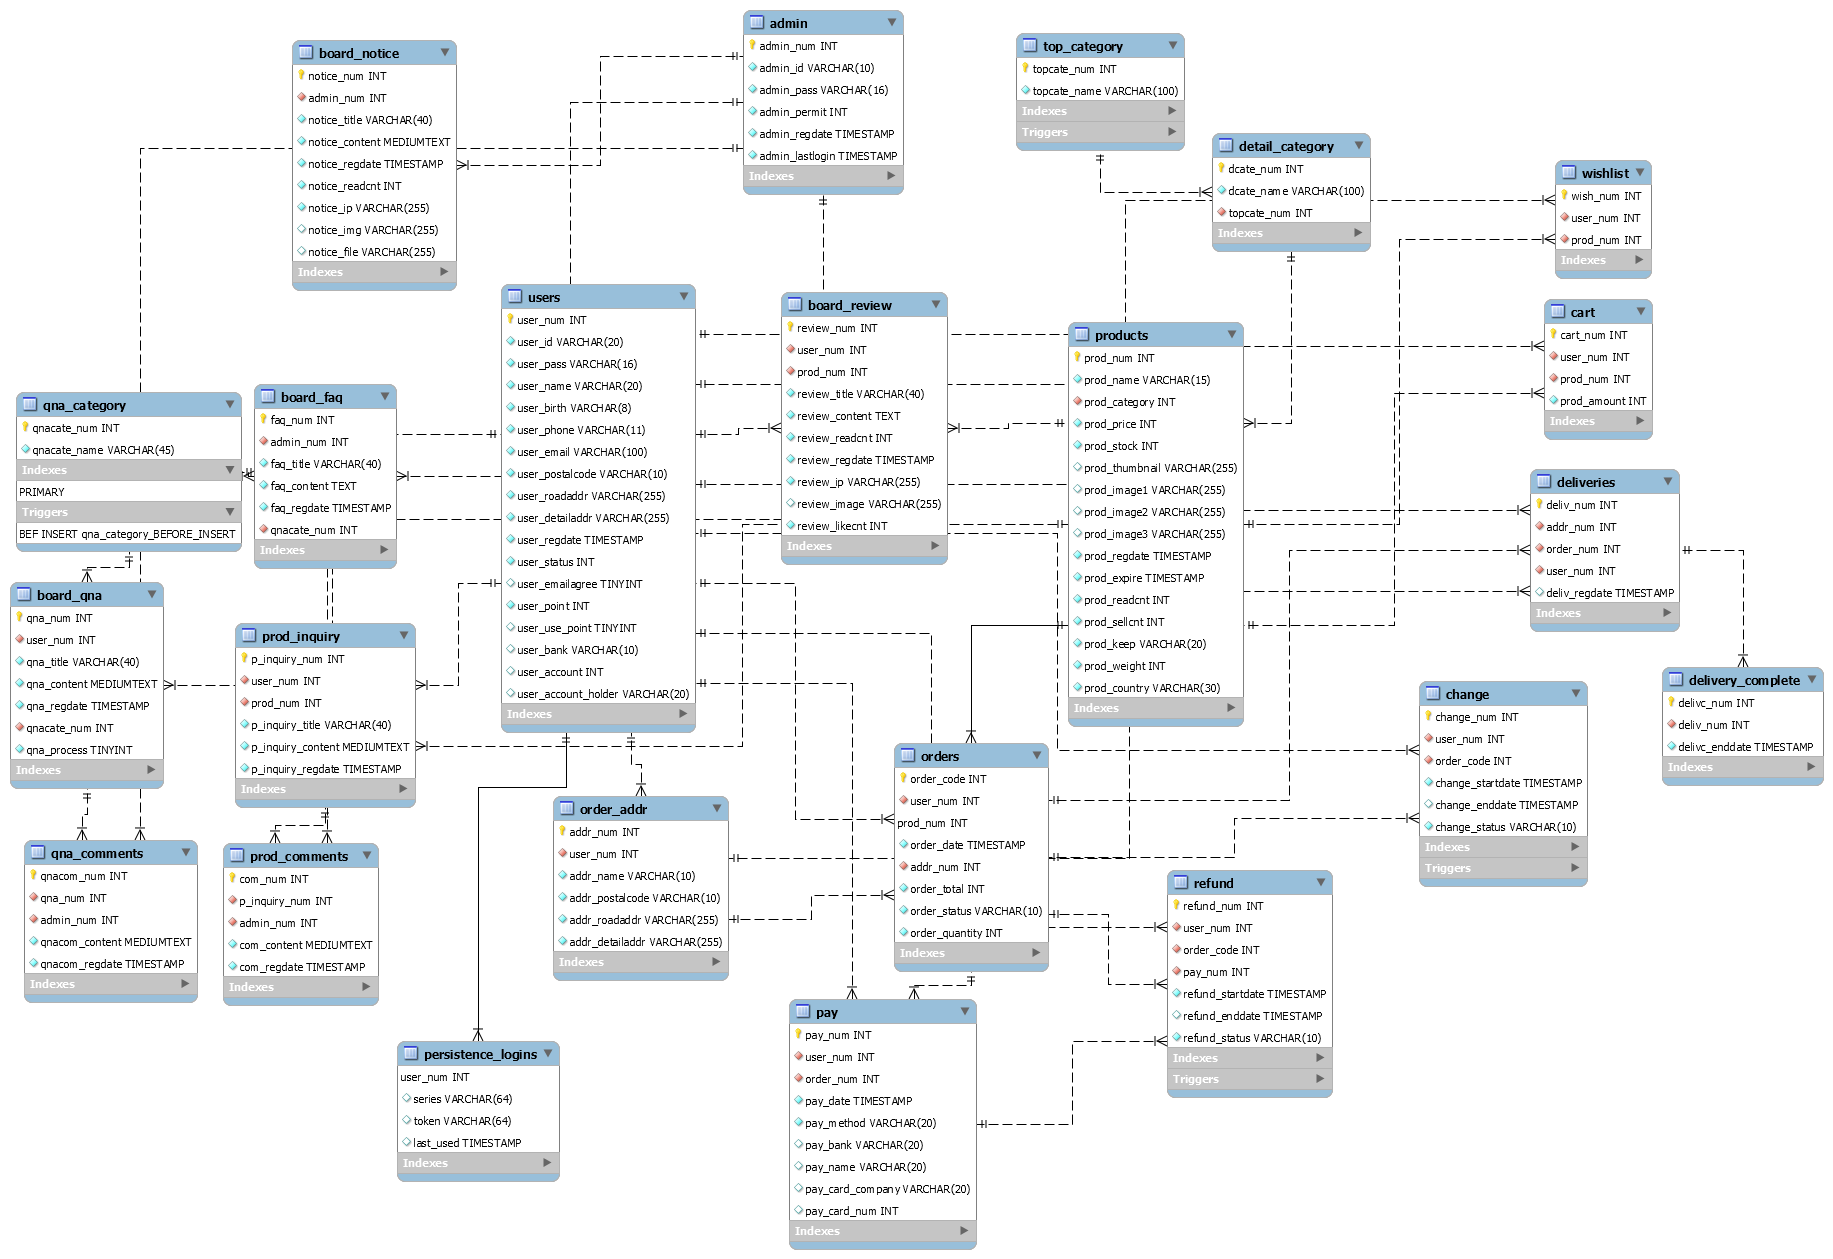 board_notice
notice_num INT
admin_num INT
notice_title VARCHAR(40)
notice_content MEDIUMTEXT
notice_regdate TIMESTAMP
notice_readcnt INT
notice_ip VARCHAR(255)
notice_img VARCHAR(255)
notice_file VARCHAR(255)
Indexes
admin
admin_num INT
admin_id VARCHAR(10)
admin_pass VARCHAR(16)
admin_permit INT
admin_regdate TIMESTAMP
admin_lastlogin TIMESTAMP
Indexes
top_category
topcate_num INT
topcate_name VARCHAR(100)
Indexes
Triggers
detail_category
dcate_num INT
dcate_name VARCHAR(100)
topcate_num INT
Indexes
wishlist
wish_num INT
user_num INT
prod_num INT
Indexes
users
user_num INT
user_id VARCHAR(20)
user_pass VARCHAR(16)
user_name VARCHAR(20)
user_birth VARCHAR(8)
user_phone VARCHAR(11)
user_email VARCHAR(100)
user_postalcode VARCHAR(10)
user_roadaddr VARCHAR(255)
user_detailaddr VARCHAR(255)
user_regdate TIMESTAMP
user_status INT
user_emailagree TINYINT
user_point INT
user_use_point TINYINT
user_bank VARCHAR(10)
user_account INT
user_account_holder VARCHAR(20)
Indexes
board_review
review_num INT
user_num INT
prod_num INT
review_title VARCHAR(40)
review_content TEXT
review_readcnt INT
review_regdate TIMESTAMP
review_ip VARCHAR(255)
review_image VARCHAR(255)
review_likecnt INT
Indexes
products
prod_num INT
prod_name VARCHAR(15)
prod_category INT
prod_price INT
prod_stock INT
prod_thumbnail VARCHAR(255)
prod_image1 VARCHAR(255)
prod_image2 VARCHAR(255)
prod_image3 VARCHAR(255)
prod_regdate TIMESTAMP
prod_expire TIMESTAMP
prod_readcnt INT
prod_sellcnt INT
prod_keep VARCHAR(20)
prod_weight INT
prod_country VARCHAR(30)
Indexes
cart
cart_num INT
user_num INT
prod_num INT
prod_amount INT
Indexes
qna_category
qnacate_num INT
qnacate_name VARCHAR(45)
Indexes
PRIMARY
Triggers
BEF INSERT qna_category_BEFORE_INSERT
board_faq
faq_num INT
admin_num INT
faq_title VARCHAR(40)
faq_content TEXT
faq_regdate TIMESTAMP
qnacate_num INT
Indexes
deliveries
deliv_num INT
addr_num INT
order_num INT
user_num INT
deliv_regdate TIMESTAMP
Indexes
board_qna
qna_num INT
user_num INT
qna_title VARCHAR(40)
qna_content MEDIUMTEXT
qna_regdate TIMESTAMP
qnacate_num INT
qna_process TINYINT
Indexes
prod_inquiry
p_inquiry_num INT
user_num INT
prod_num INT
p_inquiry_title VARCHAR(40)
p_inquiry_content MEDIUMTEXT
p_inquiry_regdate TIMESTAMP
Indexes
delivery_complete
delivc_num INT
deliv_num INT
delivc_enddate TIMESTAMP
Indexes
change
change_num INT
user_num INT
order_code INT
change_startdate TIMESTAMP
change_enddate TIMESTAMP
change_status VARCHAR(10)
Indexes
Triggers
orders
order_code INT
user_num INT
prod_num INT
order_date TIMESTAMP
addr_num INT
order_total INT
order_status VARCHAR(10)
order_quantity INT
Indexes
order_addr
addr_num INT
user_num INT
addr_name VARCHAR(10)
addr_postalcode VARCHAR(10)
addr_roadaddr VARCHAR(255)
addr_detailaddr VARCHAR(255)
Indexes
qna_comments
qnacom_num INT
qna_num INT
admin_num INT
qnacom_content MEDIUMTEXT
qnacom_regdate TIMESTAMP
Indexes
prod_comments
com_num INT
p_inquiry_num INT
admin_num INT
com_content MEDIUMTEXT
com_regdate TIMESTAMP
Indexes
refund
refund_num INT
user_num INT
order_code INT
pay_num INT
refund_startdate TIMESTAMP
refund_enddate TIMESTAMP
refund_status VARCHAR(10)
Indexes
Triggers
pay
pay_num INT
user_num INT
order_num INT
pay_date TIMESTAMP
pay_method VARCHAR(20)
pay_bank VARCHAR(20)
pay_name VARCHAR(20)
pay_card_company VARCHAR(20)
pay_card_num INT
Indexes
persistence_logins
user_num INT
series VARCHAR(64)
token VARCHAR(64)
last_used TIMESTAMP
Indexes